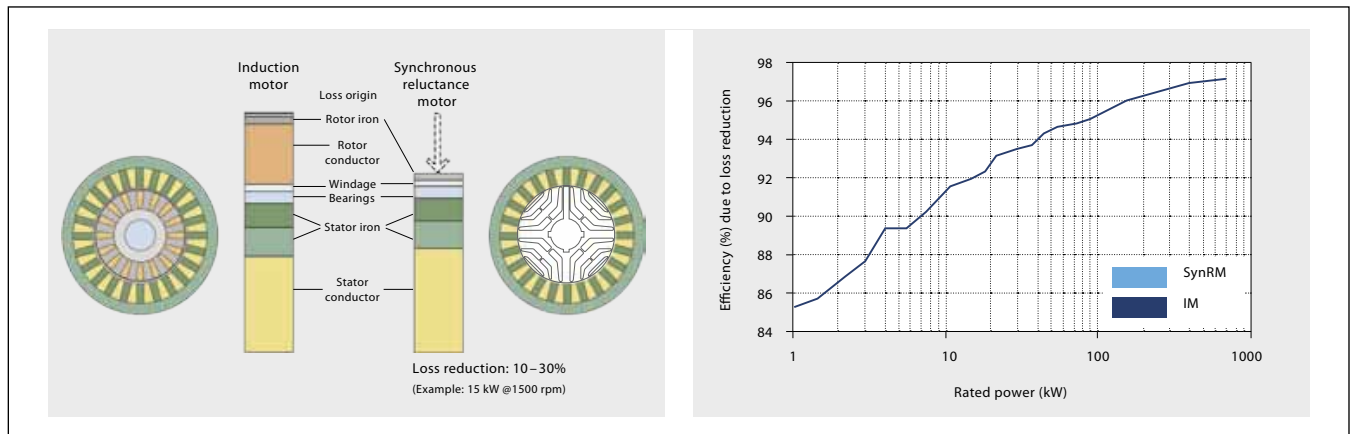 Induction
motor
Synchronous
reluctance
motor
Loss origin
Rotor iron
Rotor
conductor
Windage
Bearings
Stator iron
Stator
conductor
Loss reduction: 10–30%
(Example: 15 kW @1500 rpm)
Efficiency (%) due to loss reduction
98
96
94
92
90
88
86
84
1 10 100 1000
Rated power (kW)
SynRM
IM